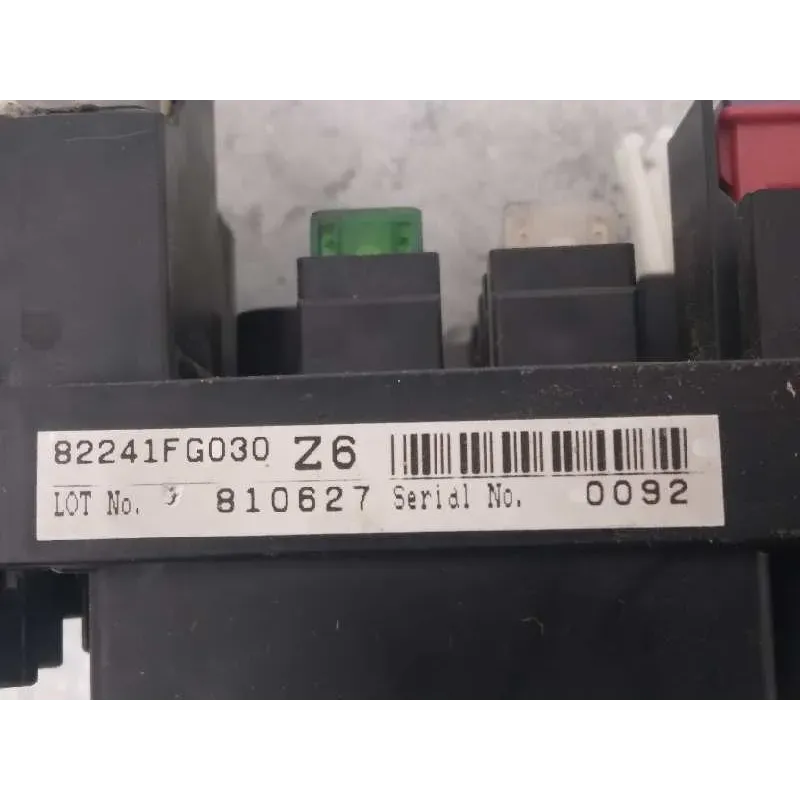 82241FG030 Z6
LOT No. 810627 Serial No. 0092